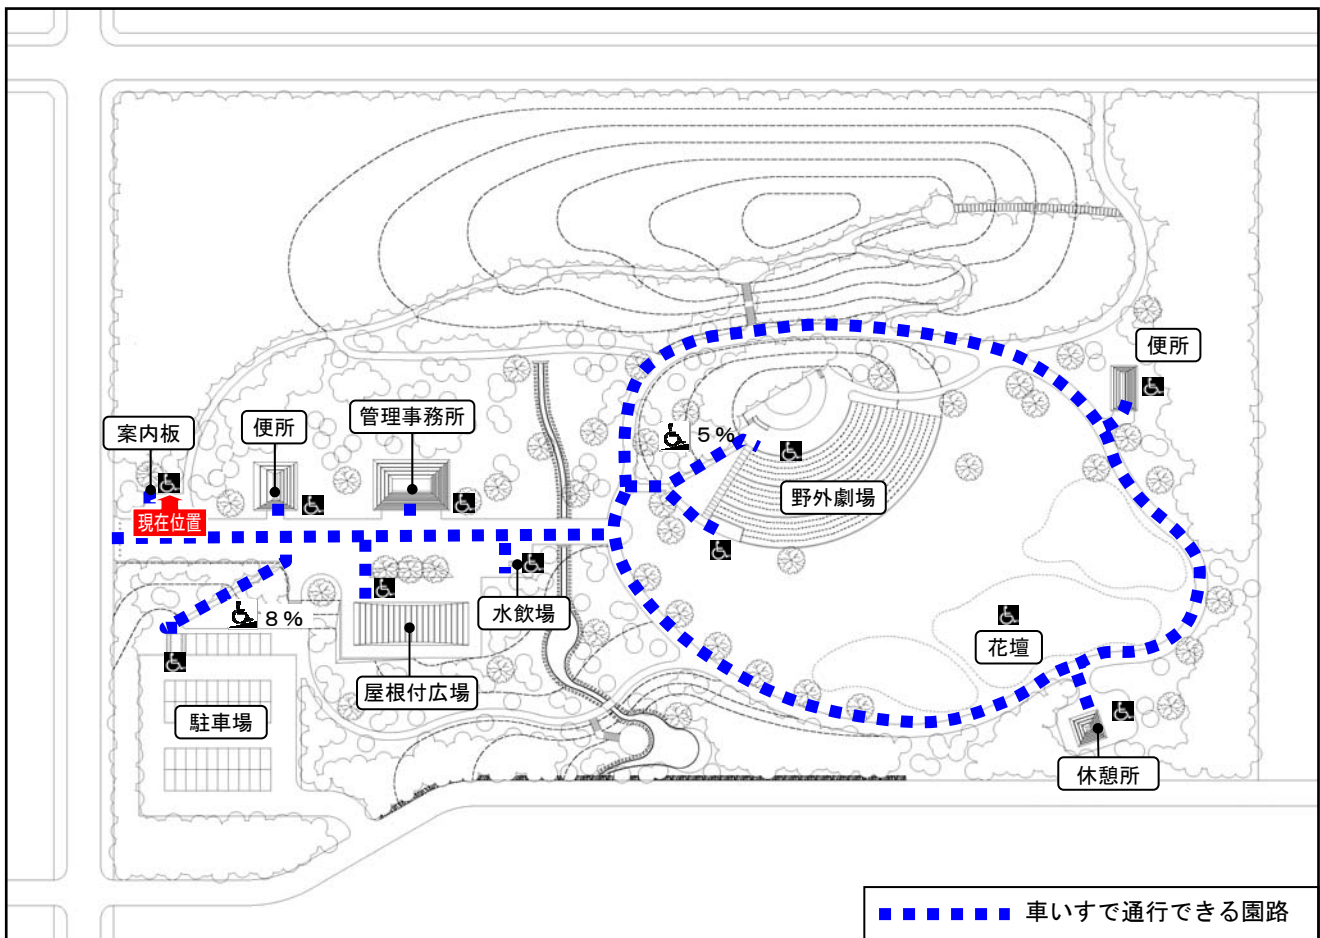 便所
管理事務所
便所
案内板
5%
野外劇場
現在位置
水飲場
8%
花壇
屋根付広場
駐車場
休憩所
車いすで通行できる園路